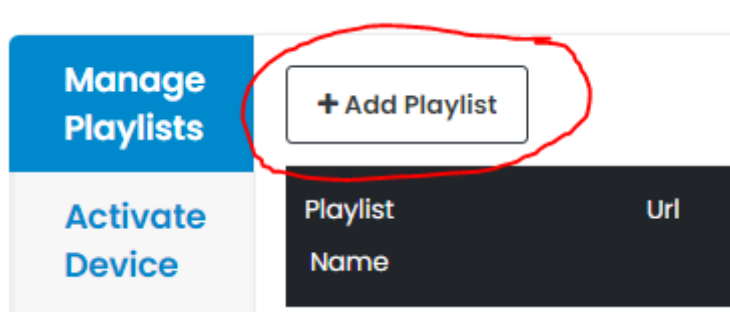 Manage
Playlists
+ Add Playlist
Activate
Device
Playlist
Name
Url